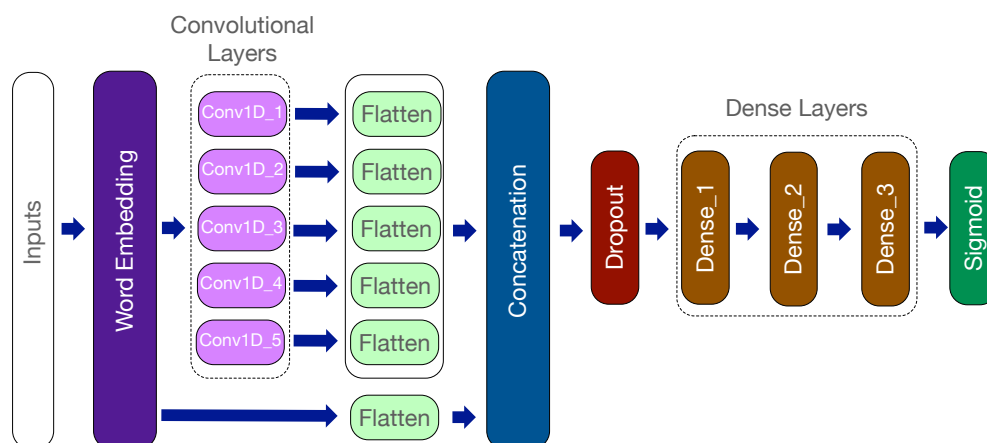 Convolutional
Layers
Inputs
Word Embedding
Conv1D_1
Flatten
Conv1D_2
Flatten
Conv1D_3
Flatten
Conv1D_4
Flatten
Conv1D_5
Flatten
Flatten
Concatenation
Dropout
Dense Layers
Dense_1
Dense_2
Dense_3
Sigmoid